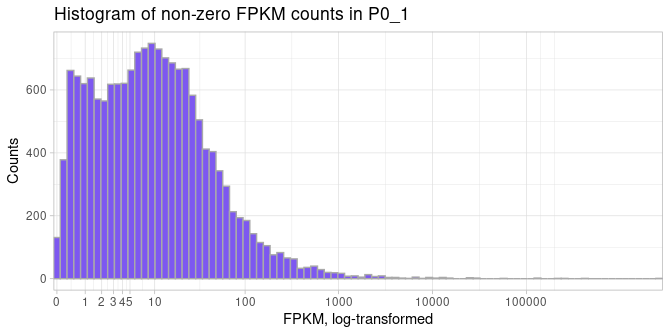 Histogram of non-zero FPKM counts in P0_1
Counts
600
400
200
0
0 1 2 3 4 5 10 100 1000 10000 100000
FPKM, log-transformed